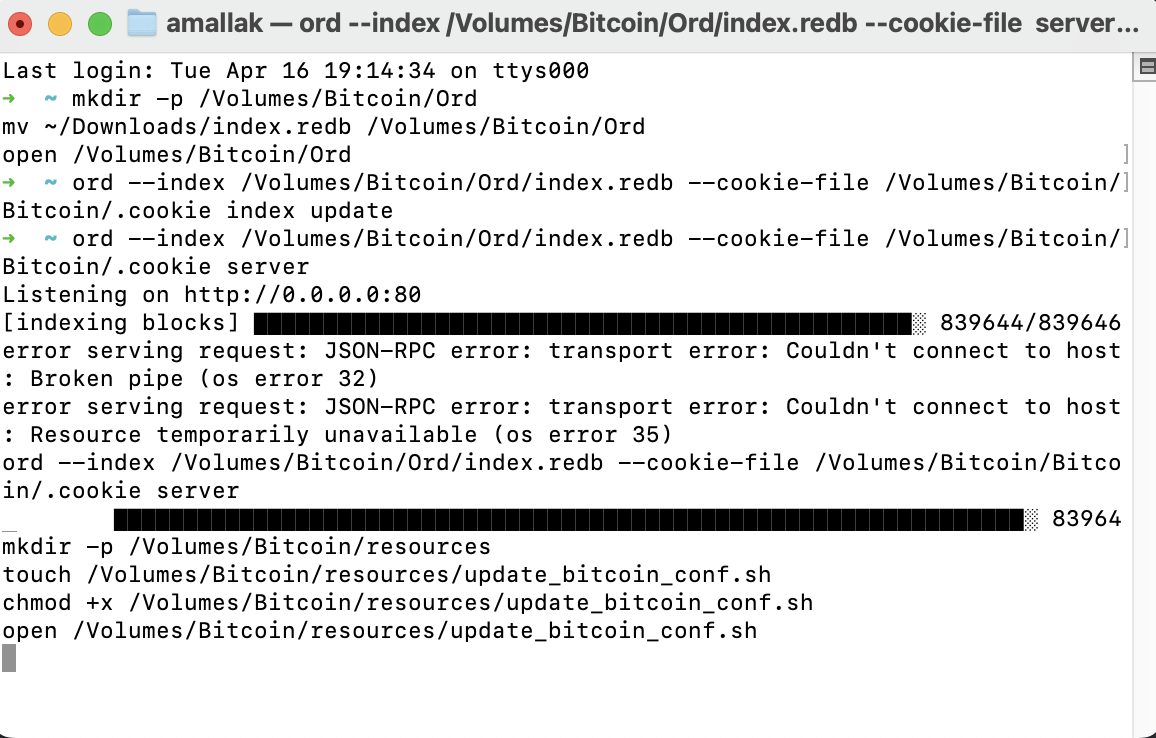 amallak — ord --index /Volumes/Bitcoin/Ord/index.redb --cookie-file server...
Last login: Tue Apr 16 19:14:34 on ttys000
➜ ~ mkdir -p /Volumes/Bitcoin/Ord
mv ~/Downloads/index.redb /Volumes/Bitcoin/Ord
open /Volumes/Bitcoin/Ord ]
➜ ~ ord --index /Volumes/Bitcoin/Ord/index.redb --cookie-file /Volumes/Bitcoin/]
Bitcoin/.cookie index update
➜ ~ ord --index /Volumes/Bitcoin/Ord/index.redb --cookie-file /Volumes/Bitcoin/]
Bitcoin/.cookie server
Listening on http://0.0.0.0:80
[indexing blocks] 839644/839646
error serving request: JSON-RPC error: transport error: Couldn't connect to host
: Broken pipe (os error 32)
error serving request: JSON-RPC error: transport error: Couldn't connect to host
: Resource temporarily unavailable (os error 35)
ord --index /Volumes/Bitcoin/Ord/index.redb --cookie-file /Volumes/Bitcoin/Bitco
in/.cookie server
_ 83964
mkdir -p /Volumes/Bitcoin/resources
touch /Volumes/Bitcoin/resources/update_bitcoin_conf.sh
chmod +x /Volumes/Bitcoin/resources/update_bitcoin_conf.sh
open /Volumes/Bitcoin/resources/update_bitcoin_conf.sh